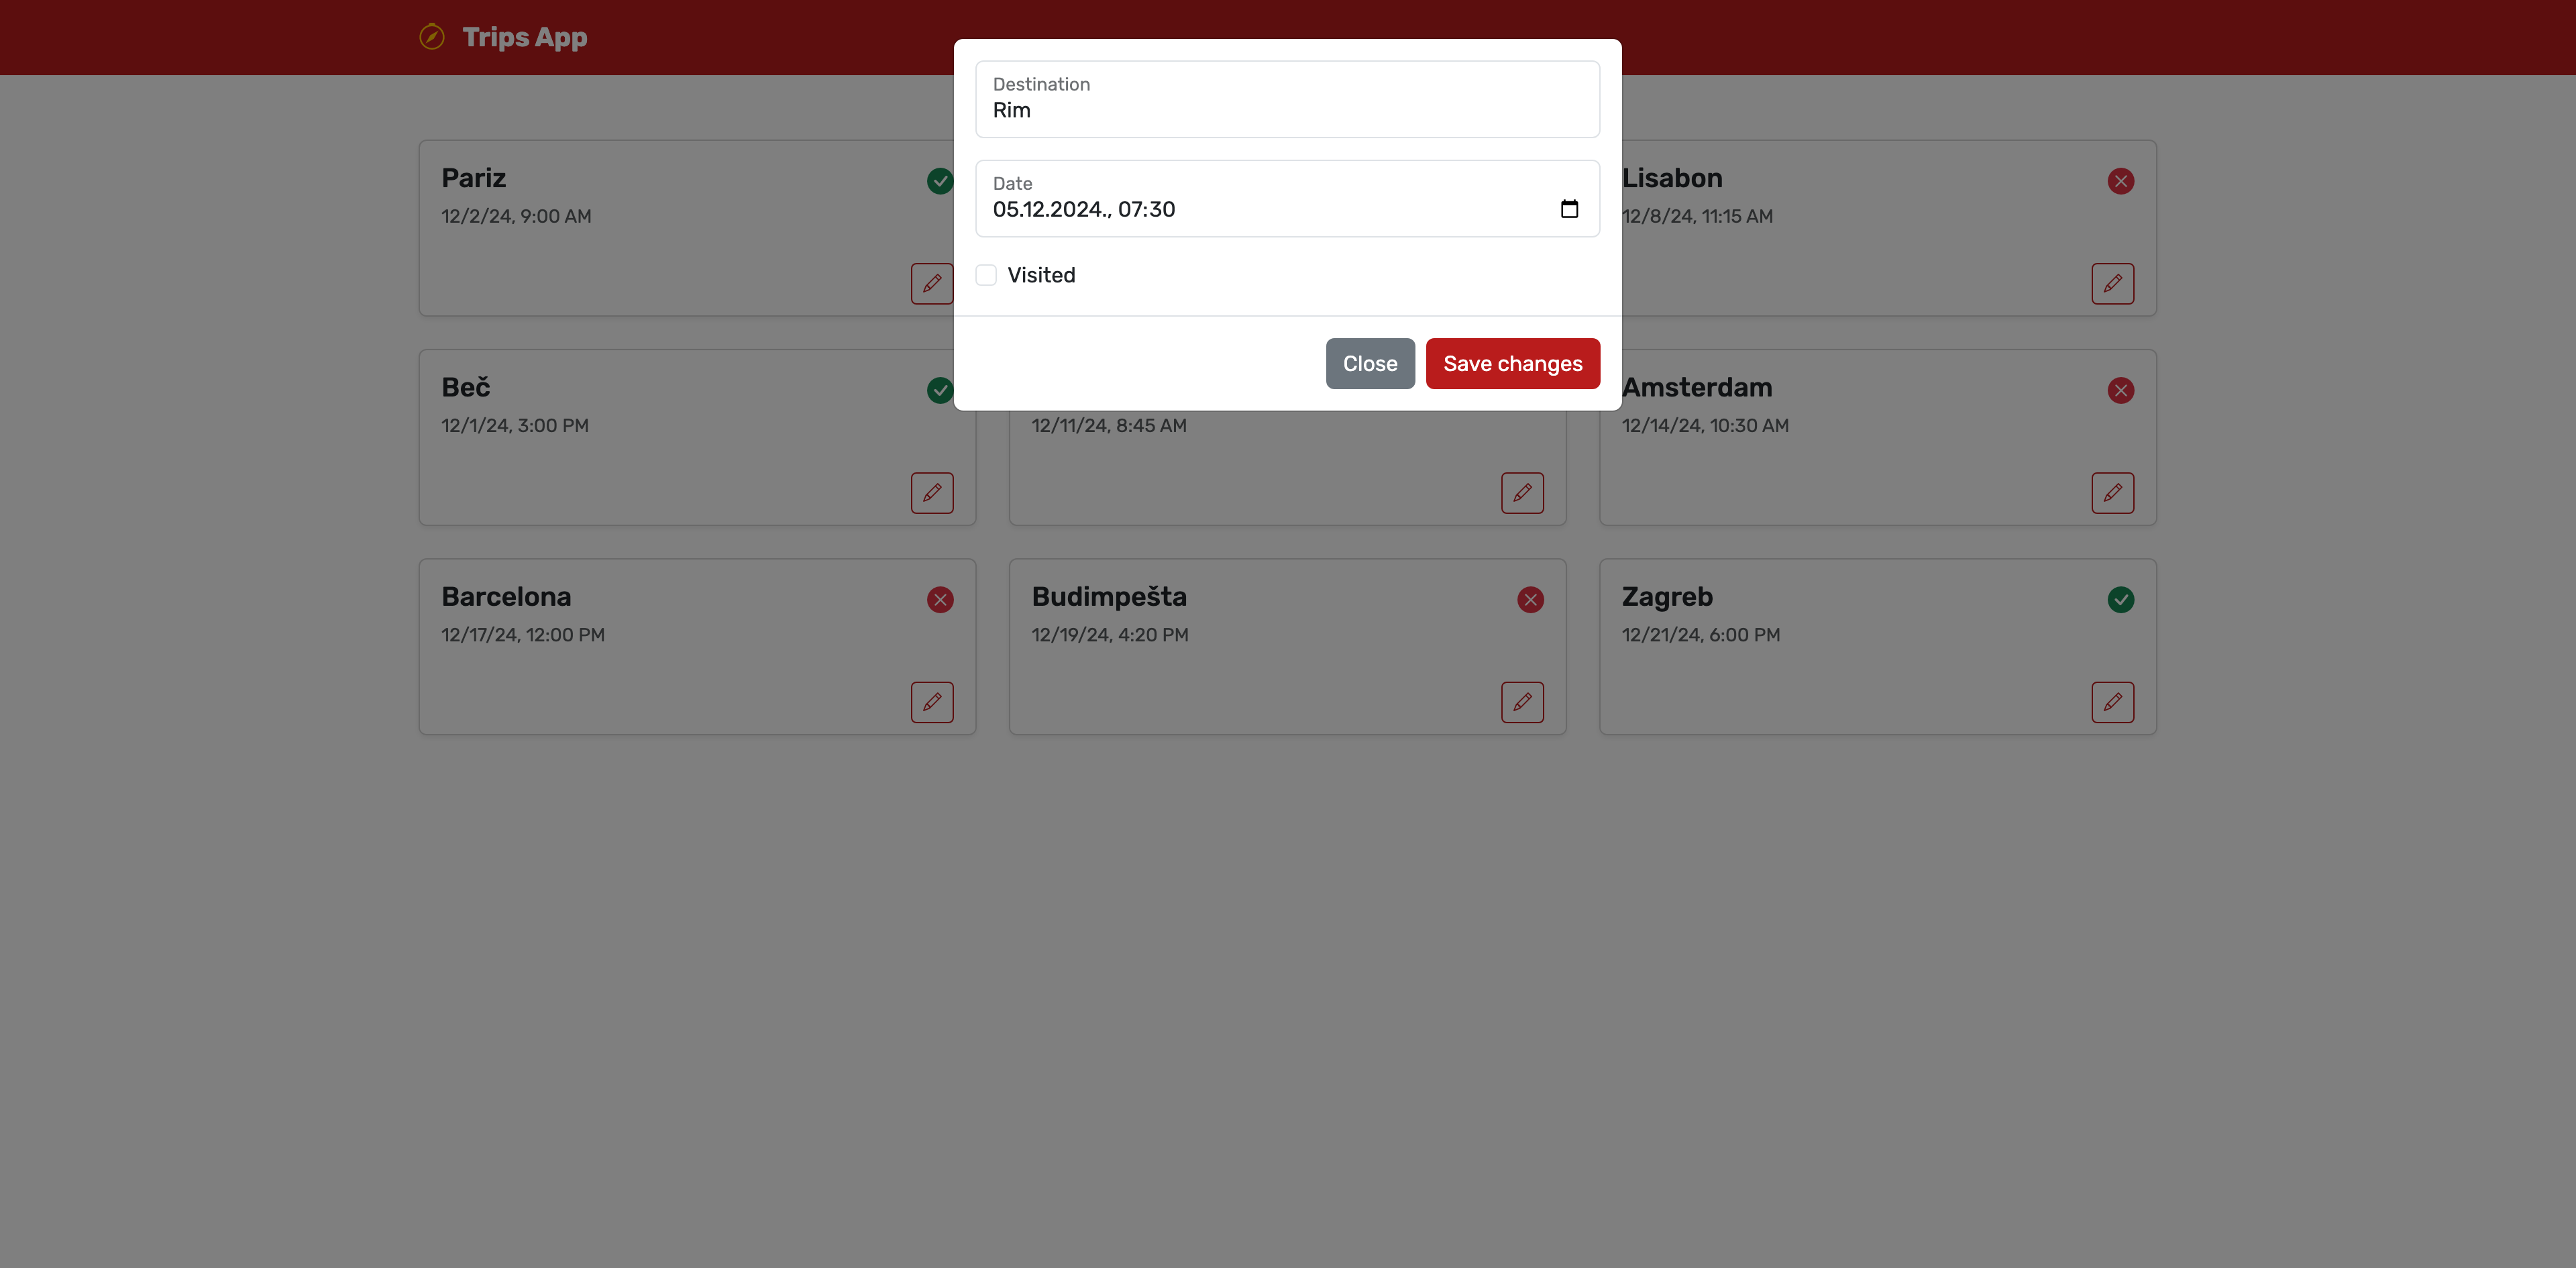 Trips App
Destination
Rim
Date
05.12.2024., 07:30
Visited
Close
Save changes
Pariz
12/2/24, 9:00 AM
Lisabon
12/8/24, 11:15 AM
Beč
12/1/24, 3:00 PM
12/11/24, 8:45 AM
Amsterdam
12/14/24, 10:30 AM
Barcelona
12/17/24, 12:00 PM
Budimpešta
12/19/24, 4:20 PM
Zagreb
12/21/24, 6:00 PM